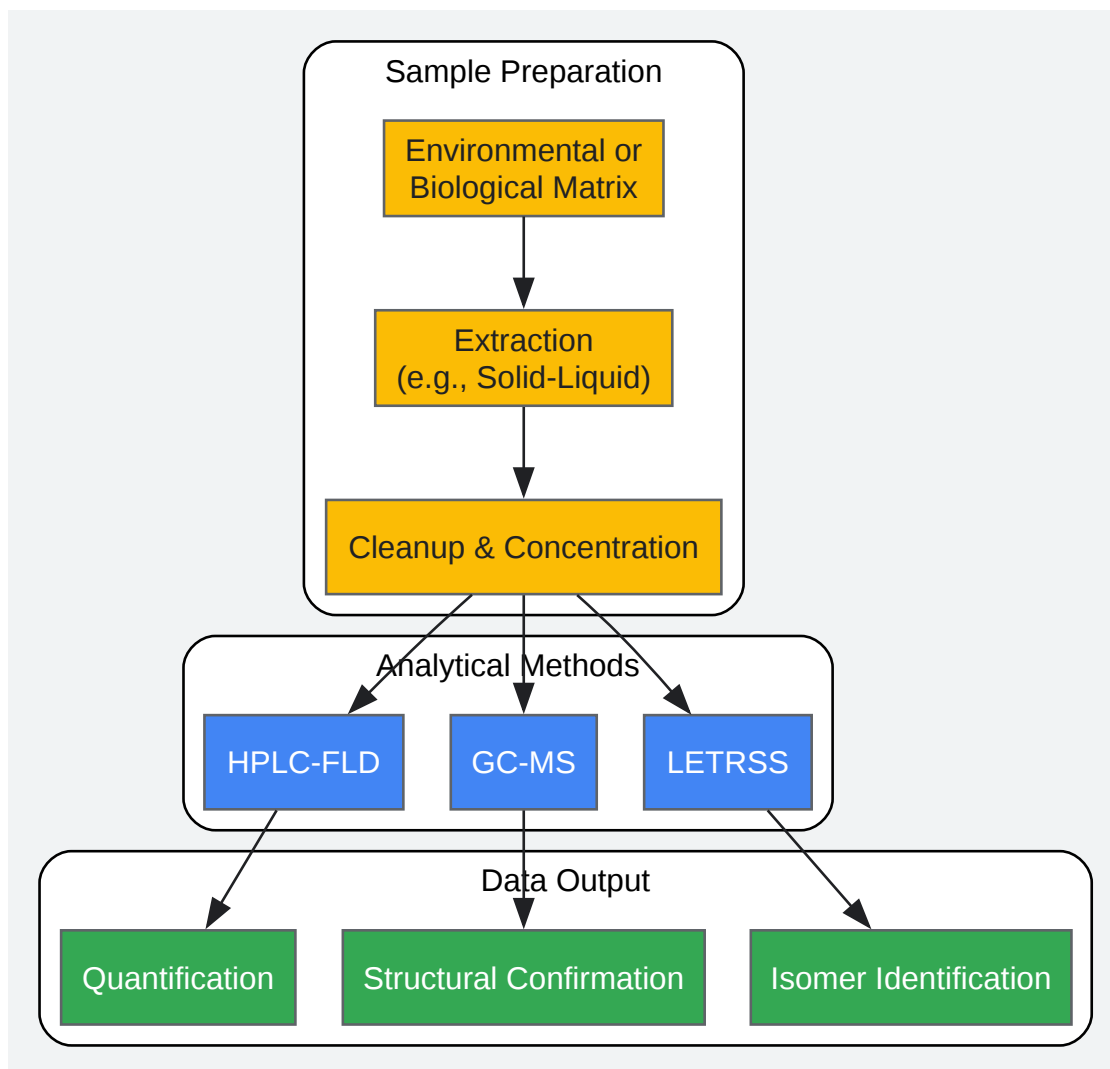 Sample Preparation
Environmental or
Biological Matrix
Extraction
(e.g., Solid-Liquid)
Cleanup & Concentration
Analytical Methods
HPLC-FLD
GC-MS
LETRSS
Data Output
Quantification
Structural Confirmation
Isomer Identification